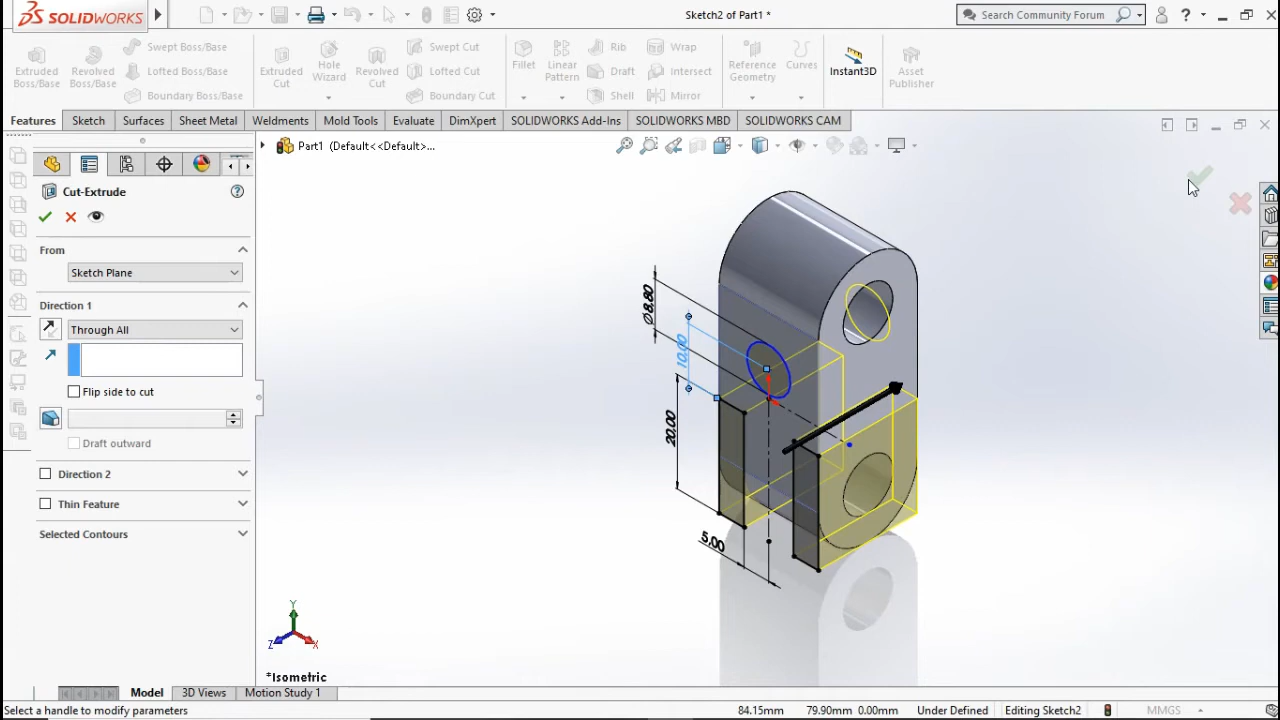 SOLIDWORKS
Sketch2 of Part1 *
Search Community Forum
?
Extruded Boss/Base
Revolved Boss/Base
Swept Boss/Base
Lofted Boss/Base
Boundary Boss/Base
Extruded Cut
Hole Wizard
Revolved Cut
Swept Cut
Lofted Cut
Boundary Cut
Fillet
Linear Pattern
Rib
Draft
Shell
Wrap
Intersect
Mirror
Reference Geometry
Curves
Instant3D
Asset Publisher
Features
Sketch
Surfaces
Sheet Metal
Weldments
Mold Tools
Evaluate
DimXpert
SOLIDWORKS Add-Ins
SOLIDWORKS MBD
SOLIDWORKS CAM
Part1 (Default<<Default>...
Cut-Extrude
?
From
Sketch Plane
Direction 1
Through All
Flip side to cut
Draft outward
Direction 2
Thin Feature
Selected Contours
Ø8.80
10.00
20.00
5.00
Y
Z
X
*Isometric
Model
3D Views
Motion Study 1
Select a handle to modify parameters
84.15mm
79.90mm 0.00mm
Under Defined
Editing Sketch2
MMGS